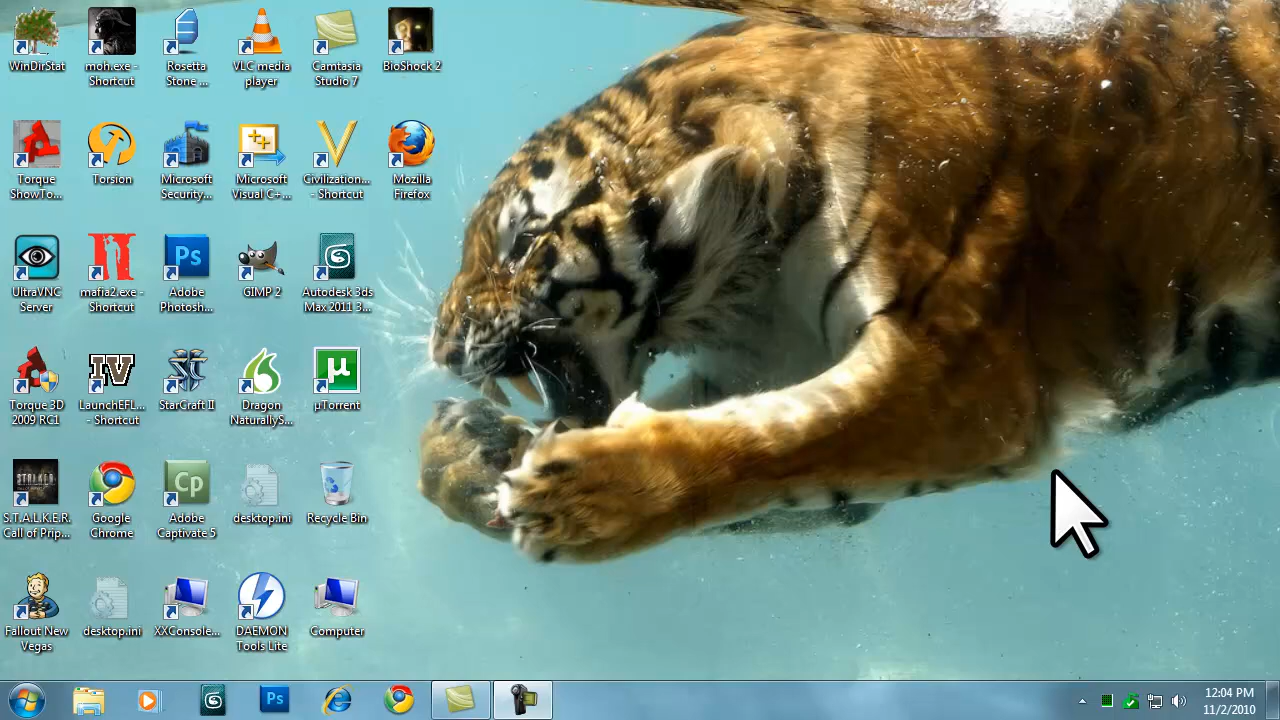 WinDirStat
moh.exe -
Shortcut
Rosetta
Stone ...
VLC media
player
Camtasia
Studio 7
BioShock 2
Torque
ShowTo...
Torsion
Microsoft
Security...
Microsoft
Visual C+...
Civilization...
- Shortcut
Mozilla
Firefox
UltraVNC
Server
mafia2.exe -
Shortcut
Ps
Adobe
Photosh...
GIMP 2
Autodesk 3ds
Max 2011 3...
Torque 3D
2009 RC1
IV
LaunchEFL...
- Shortcut
StarCraft II
Dragon
NaturallyS...
µ
µTorrent
S.T.A.L.K.E.R.
S.T.A.L.K.E.R.
Call of Prip...
Google
Chrome
Cp
Adobe
Captivate 5
desktop.ini
Recycle Bin
Fallout New
Vegas
desktop.ini
XXConsole...
DAEMON
Tools Lite
Computer
Ps
12:04 PM
11/2/2010